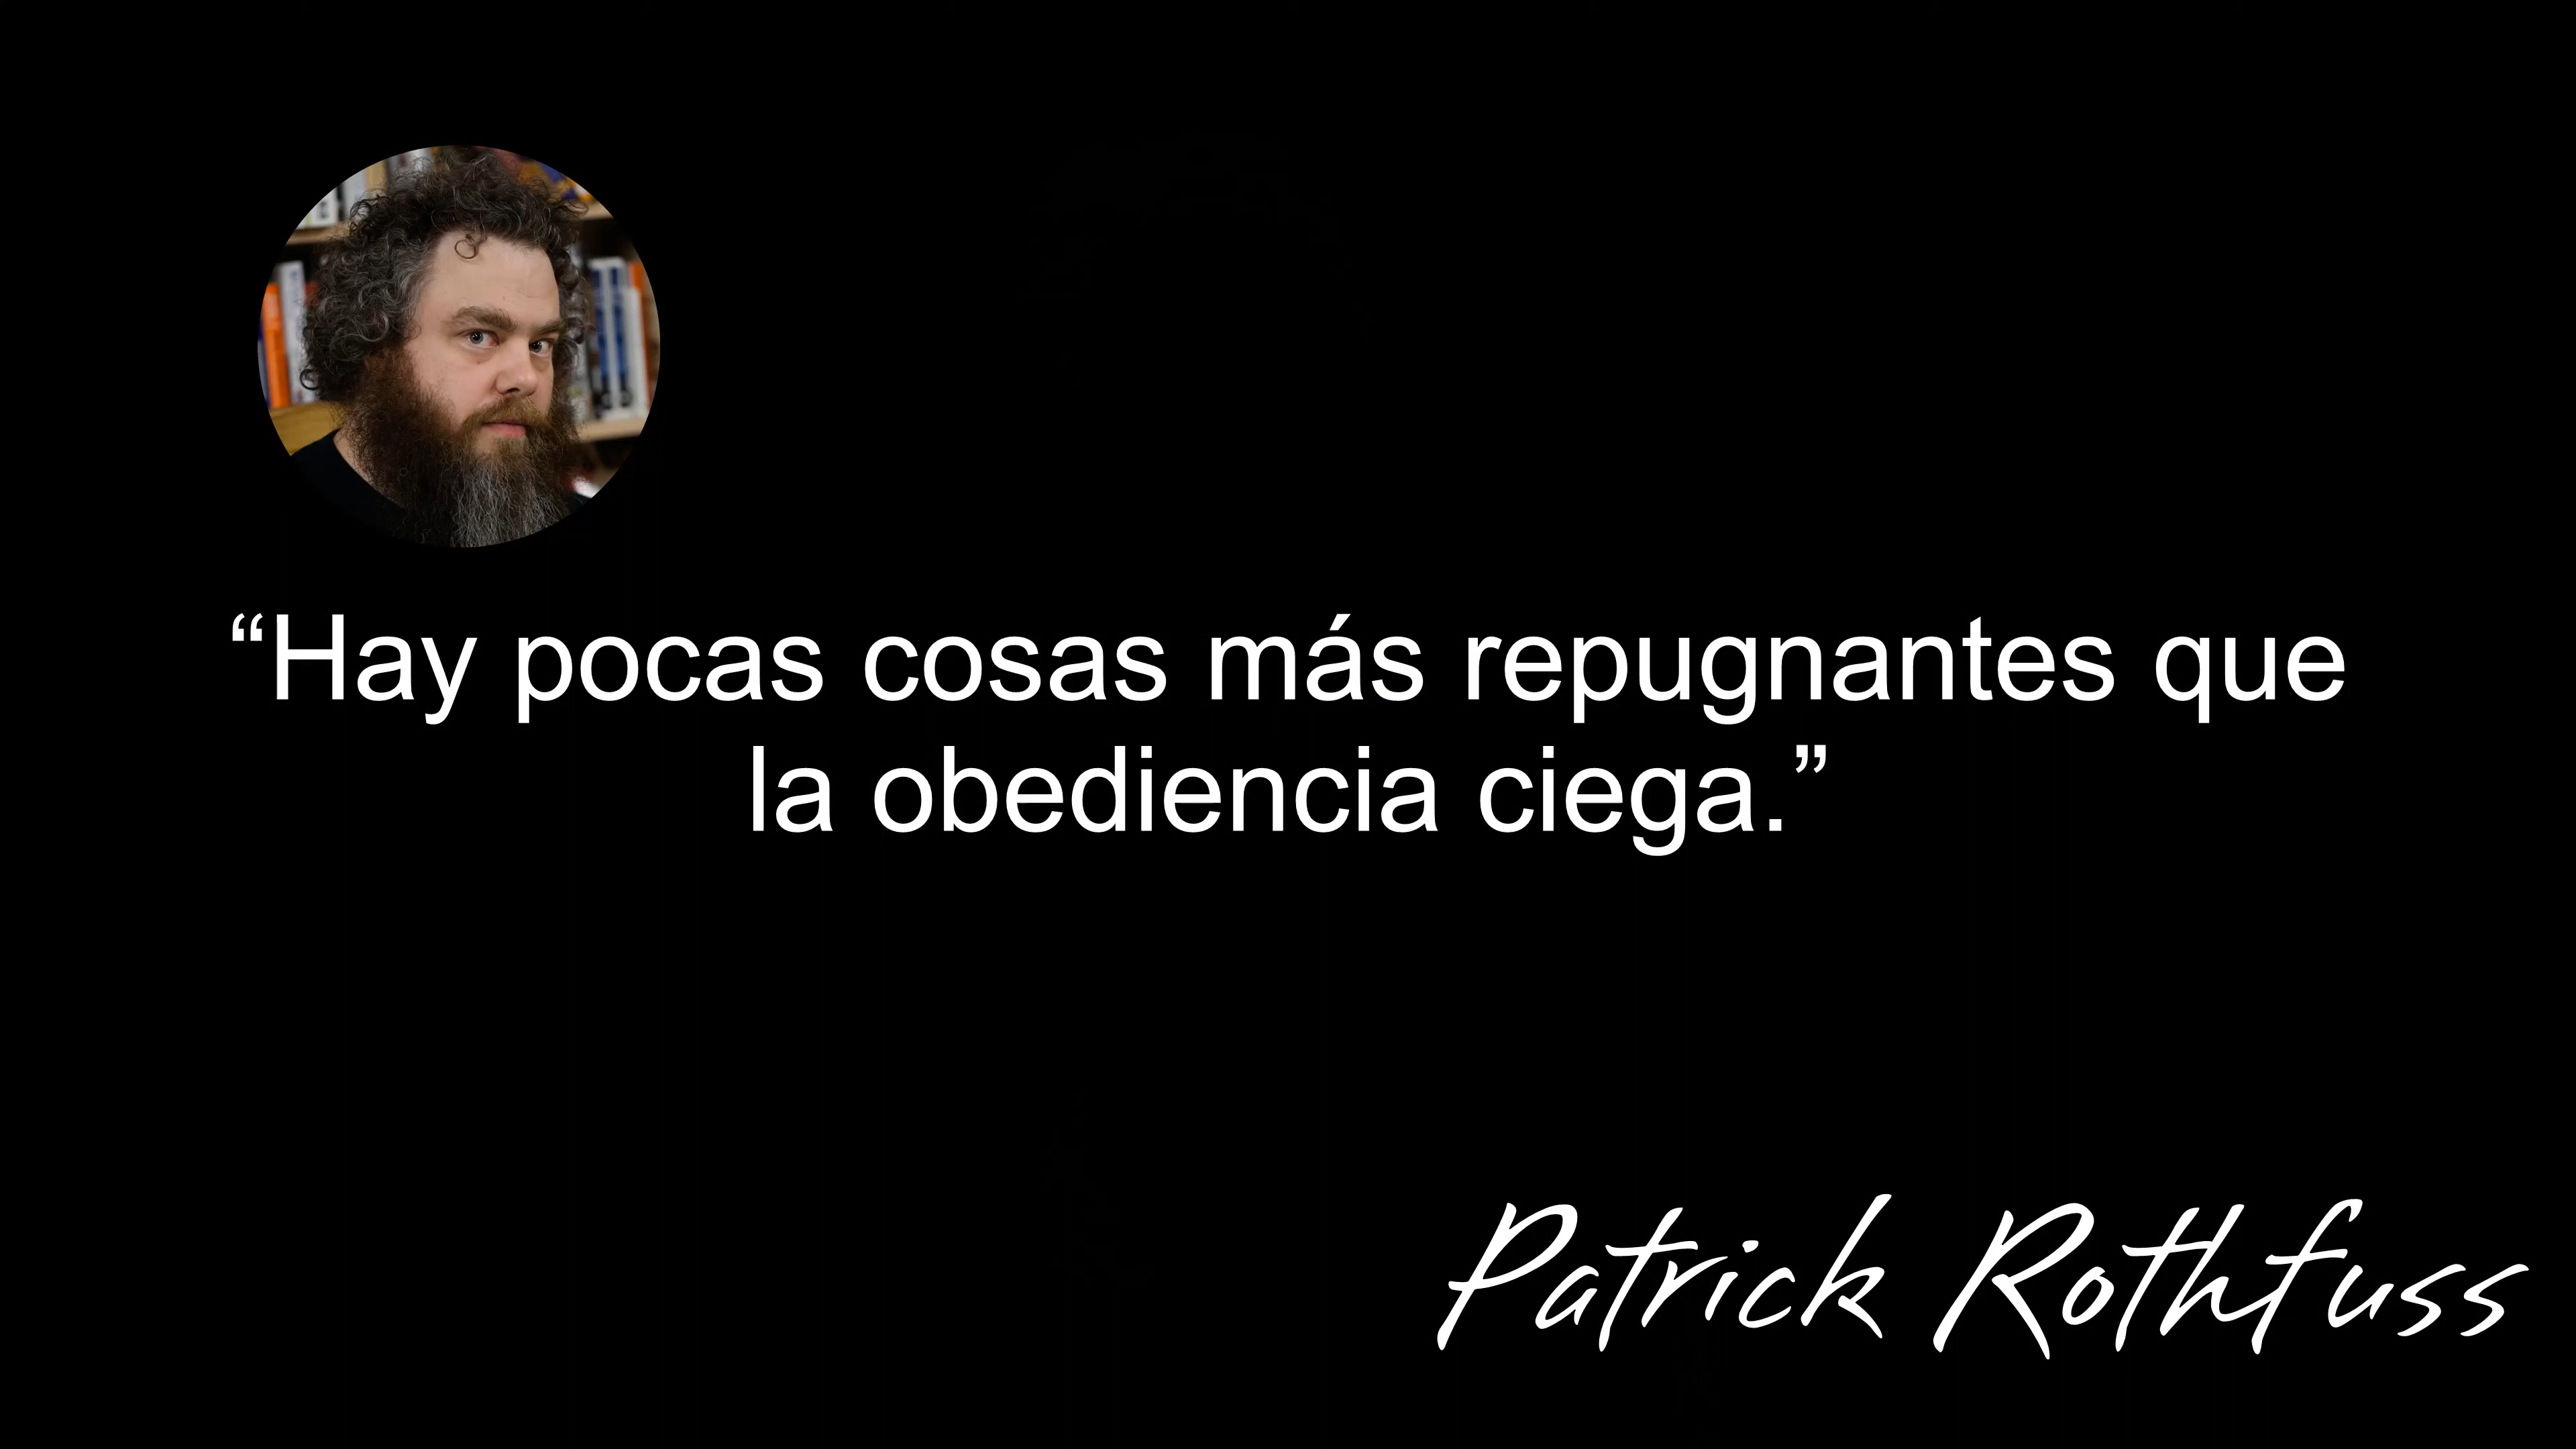 “Hay pocas cosas más repugnantes que
la obediencia ciega.”
Patrick Rothfuss